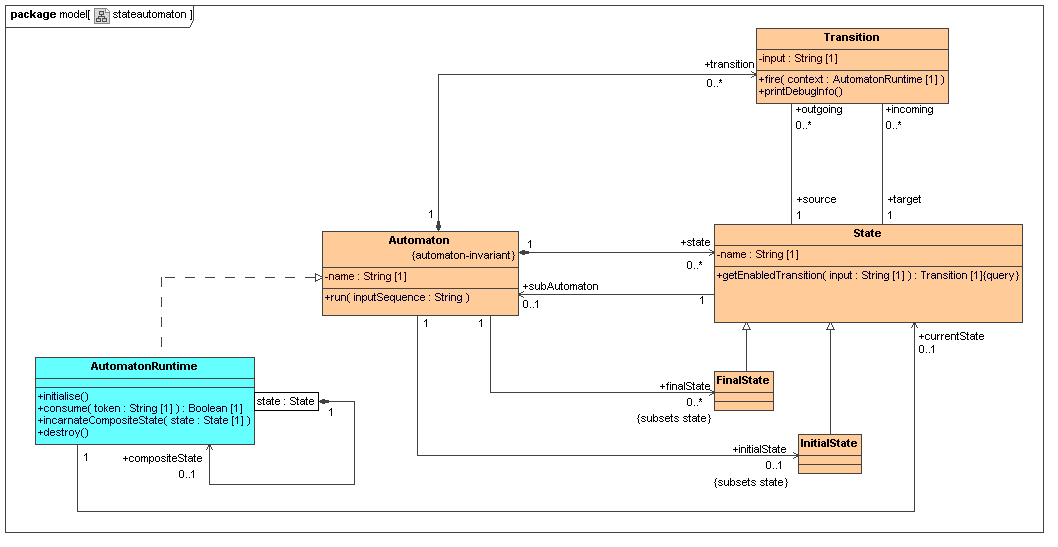 package model[ stateautomaton ]
Transition
-input : String [1]
+fire( context : AutomatonRuntime [1] )
+printDebugInfo()
+transition
0..*
+outgoing
0..*
+incoming
0..*
+source
1
+target
1
1
Automaton
{automaton-invariant}
-name : String [1]
+run( inputSequence : String )
1
+state
0..*
+subAutomaton
0..1
1
State
-name : String [1]
+getEnabledTransition( input : String [1] ) : Transition [1]{query}
1
1
+currentState
0..1
AutomatonRuntime
+initialise()
+consume( token : String [1] ) : Boolean [1]
+incarnateCompositeState( state : State [1] )
+destroy()
state : State
1
+finalState
0..*
{subsets state}
FinalState
InitialState
+initialState
0..1
{subsets state}
1
+compositeState
0..1